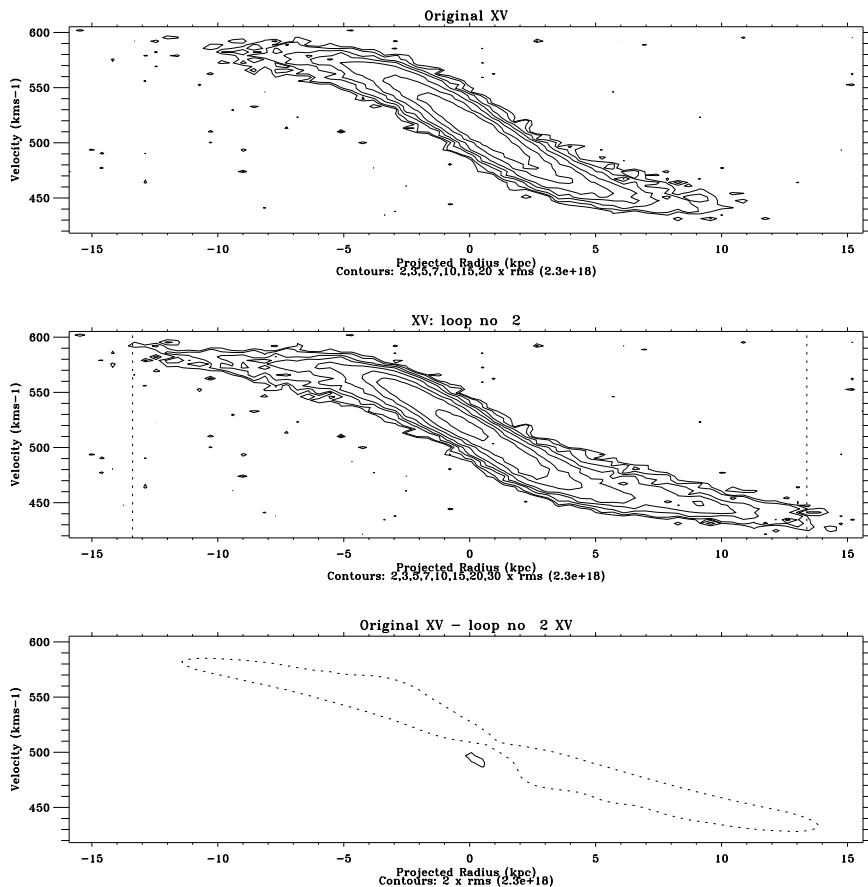 Original XV
600
550
500
450
Velocity (kms−1)
−15 −10 −5 0 5 10 15
Projected Radius (kpc)
Contours: 2,3,5,7,10,15,20 x rms (2.3e+18)
XV: loop no 2
600
550
500
450
Velocity (kms−1)
−15 −10 −5 0 5 10 15
Projected Radius (kpc)
Contours: 2,3,5,7,10,15,20,30 x rms (2.3e+18)
Original XV − loop no 2 XV
600
550
500
450
Velocity (kms−1)
−15 −10 −5 0 5 10 15
Projected Radius (kpc)
Contours: 2 x rms (2.3e+18)